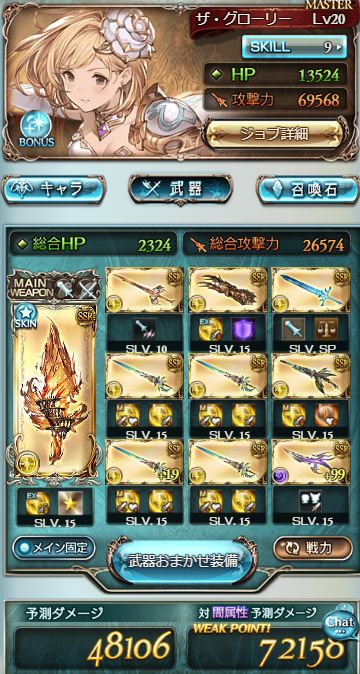 MASTER
ザ・グローリー Lv20
SKILL 9
HP 13524
攻撃力 69568
ジョブ詳細
BONUS
キャラ
武器
召喚石
総合HP 2324
総合攻撃力 26574
MAIN WEAPON
SKIN
SSR
EX
SLV. 15
SSR
SLV. 10
SSR
EX
SLV. 15
SLV. SP
SLV. 15
SLV. 15
SLV. 15
+19
SLV. 15
SLV. 15
+99
SLV. 15
メイン固定
武器おまかせ装備
戦力
予測ダメージ
48106
対 闇属性 予測ダメージ
WEAK POINT!
72158
Chat